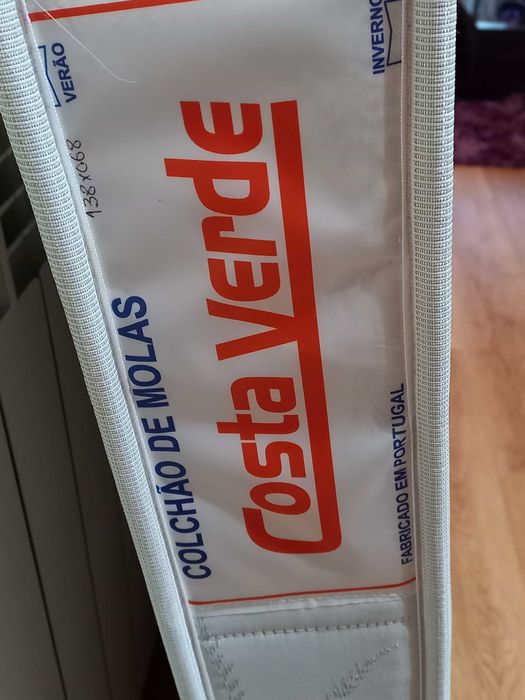 VERÃO
138x068
COLCHÃO DE MOLAS
Costa Verde
FABRICADO EM PORTUGAL
INVERNO